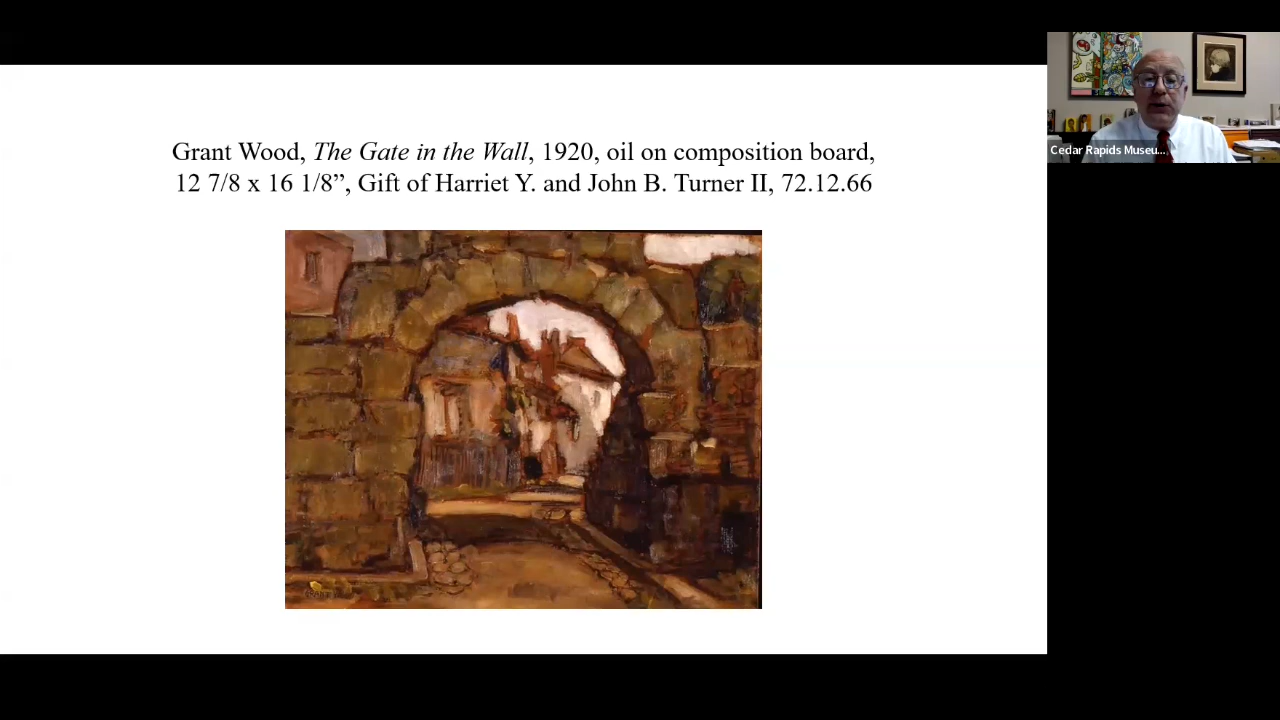 Grant Wood, The Gate in the Wall, 1920, oil on composition board,
12 7/8 x 16 1/8”, Gift of Harriet Y. and John B. Turner II, 72.12.66
Cedar Rapids Museu...